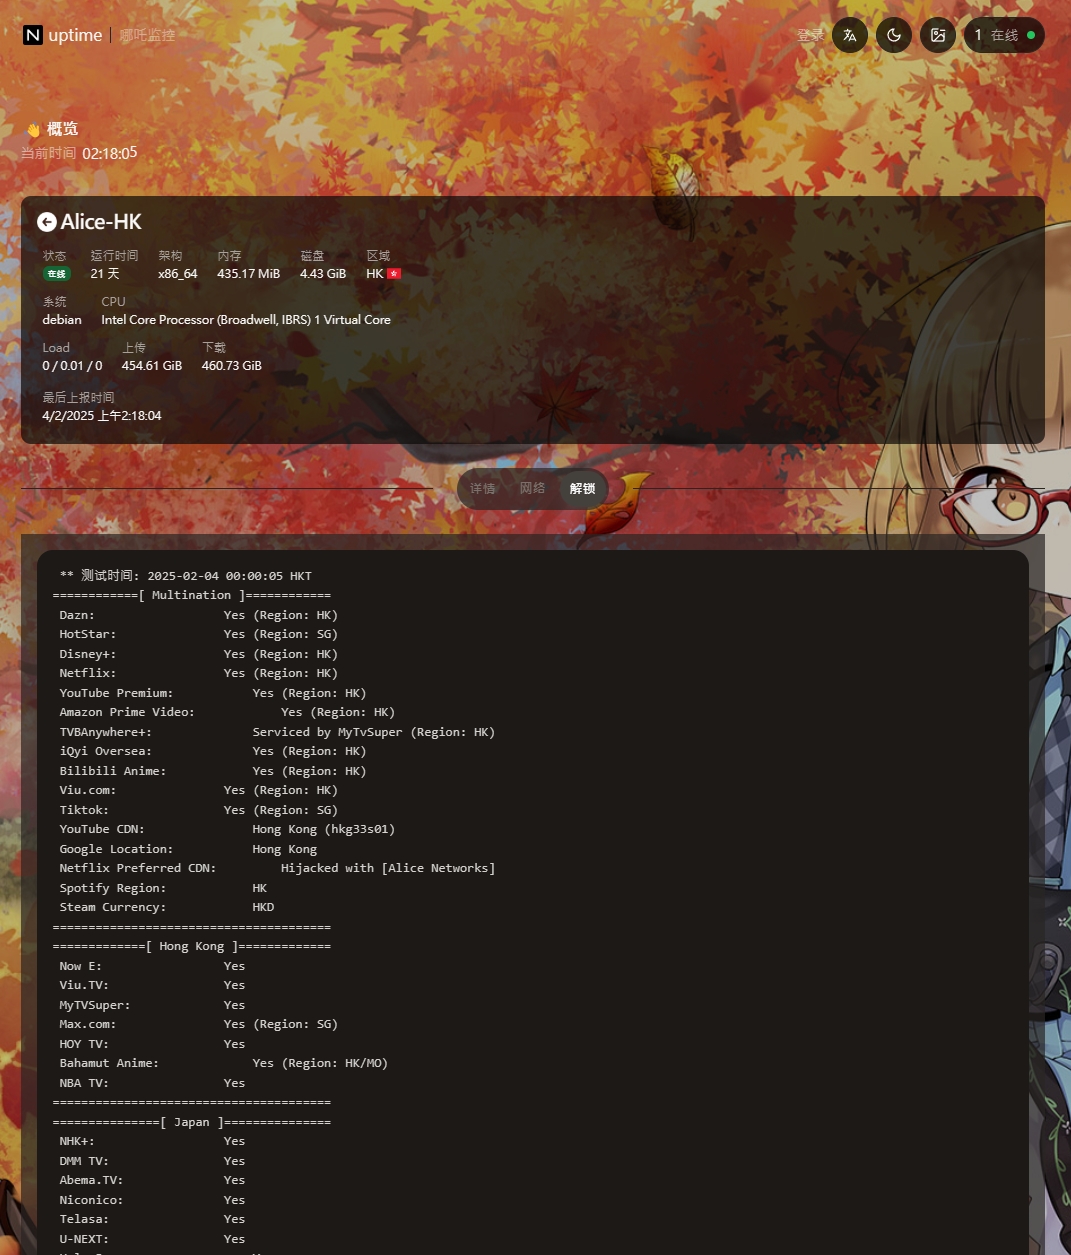 N uptime | 哪吒监控 登录 1 在线
👋 概览
当前时间 02:18:05
Alice-HK
状态 运行时间 架构 内存 磁盘 区域
在线 21 天 x86_64 435.17 MiB 4.43 GiB HK
系统 CPU
debian Intel Core Processor (Broadwell, IBRS) 1 Virtual Core
Load 上传 下载
0 / 0.01 / 0 454.61 GiB 460.73 GiB
最后上报时间
4/2/2025 上午2:18:04
详情 网络 解锁
** 测试时间: 2025-02-04 00:00:05 HKT
============[ Multination ]============
Dazn: Yes (Region: HK)
HotStar: Yes (Region: SG)
Disney+: Yes (Region: HK)
Netflix: Yes (Region: HK)
YouTube Premium: Yes (Region: HK)
Amazon Prime Video: Yes (Region: HK)
TVBAnywhere+: Serviced by MyTvSuper (Region: HK)
iQyi Oversea: Yes (Region: HK)
Bilibili Anime: Yes (Region: HK)
Viu.com: Yes (Region: HK)
Tiktok: Yes (Region: SG)
YouTube CDN: Hong Kong (hkg33s01)
Google Location: Hong Kong
Netflix Preferred CDN: Hijacked with [Alice Networks]
Spotify Region: HK
Steam Currency: HKD
=======================================
=============[ Hong Kong ]=============
Now E: Yes
Viu.TV: Yes
MyTVSuper: Yes
Max.com: Yes (Region: SG)
HOY TV: Yes
Bahamut Anime: Yes (Region: HK/MO)
NBA TV: Yes
=======================================
===============[ Japan ]===============
NHK+: Yes
DMM TV: Yes
Abema.TV: Yes
Niconico: Yes
Telasa: Yes
U-NEXT: Yes